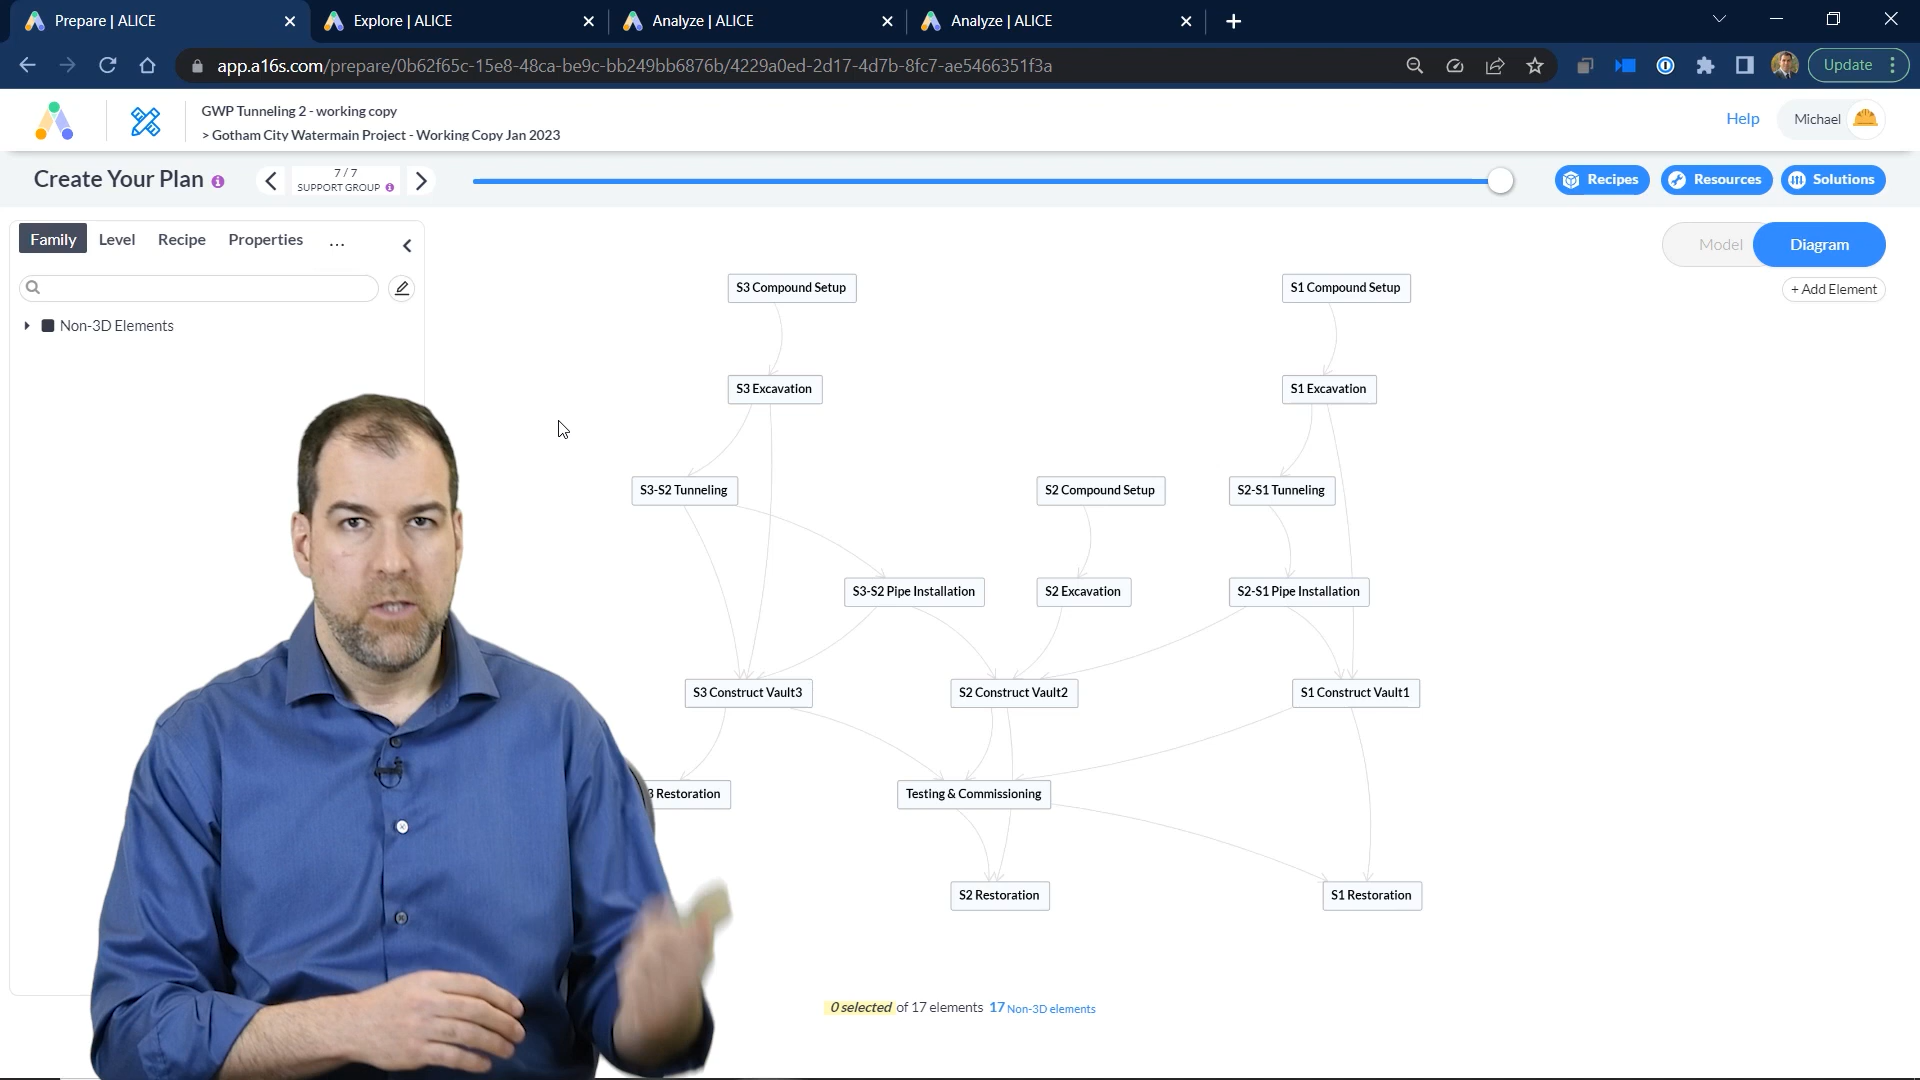 Prepare | ALICE
Explore | ALICE
Analyze | ALICE
Analyze | ALICE
app.a16s.com/prepare/0b62f65c-15e8-48ca-be9c-bb249bb6876b/4229a0ed-2d17-4d7b-8fc7-ae5466351f3a
Update
GWP Tunneling 2 - working copy
> Gotham City Watermain Project - Working Copy Jan 2023
Help
Michael
Create Your Plan
7 / 7
SUPPORT GROUP
Recipes
Resources
Solutions
Family
Level
Recipe
Properties
...
Model
Diagram
+ Add Element
Non-3D Elements
S3 Compound Setup
S1 Compound Setup
S3 Excavation
S1 Excavation
S3-S2 Tunneling
S2 Compound Setup
S2-S1 Tunneling
S3-S2 Pipe Installation
S2 Excavation
S2-S1 Pipe Installation
S3 Construct Vault3
S2 Construct Vault2
S1 Construct Vault1
3 Restoration
Testing & Commissioning
S2 Restoration
S1 Restoration
0 selected of 17 elements 17 Non-3D elements